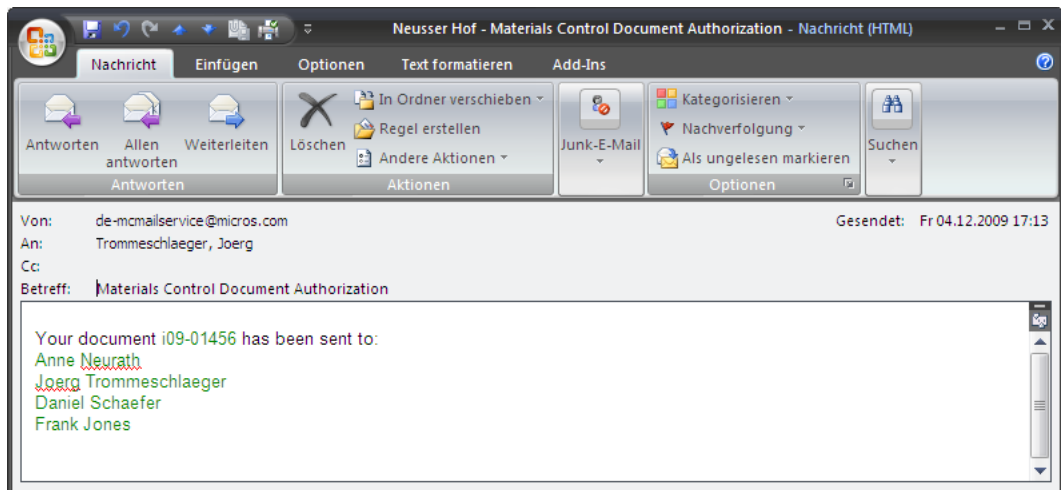 Neusser Hof - Materials Control Document Authorization - Nachricht (HTML)
Nachricht Einfügen Optionen Text formatieren Add-Ins
Antworten Allen antworten Weiterleiten
Antworten
Löschen
In Ordner verschieben
Regel erstellen
Andere Aktionen
Aktionen
Junk-E-Mail
Kategorisieren
Nachverfolgung
Als ungelesen markieren
Optionen
Suchen
Von: de-mcmailservice@micros.com Gesendet: Fr 04.12.2009 17:13
An: Trommeschlaeger, Joerg
Cc:
Betreff: Materials Control Document Authorization
Your document i09-01456 has been sent to:
Anne Neurath
Joerg Trommeschlaeger
Daniel Schaefer
Frank Jones